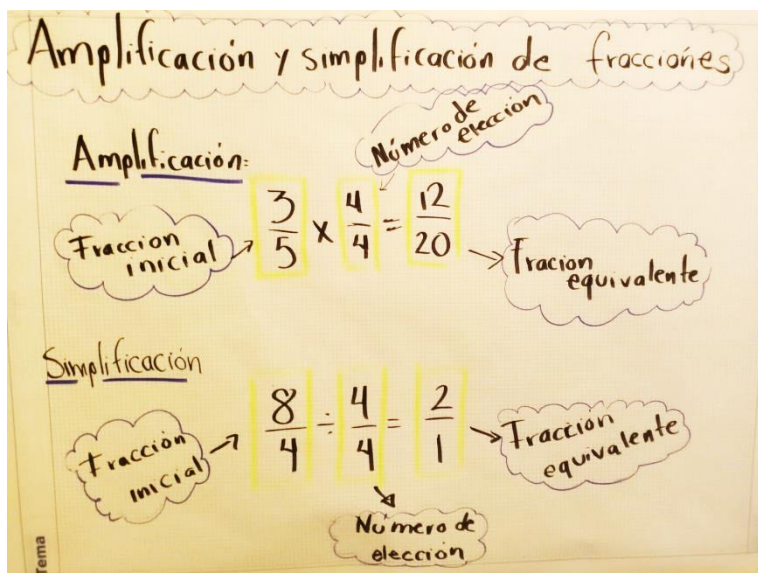 Amplificación y simplificación de fracciones
Número de
elección
Amplificación:
Fraccion
inicial
3/5 x 4/4 = 12/20
Fracion
equivalente
Simplificación
Fracción
inicial
8/4 ÷ 4/4 = 2/1
Fracción
equivalente
Número de
elección
Tema